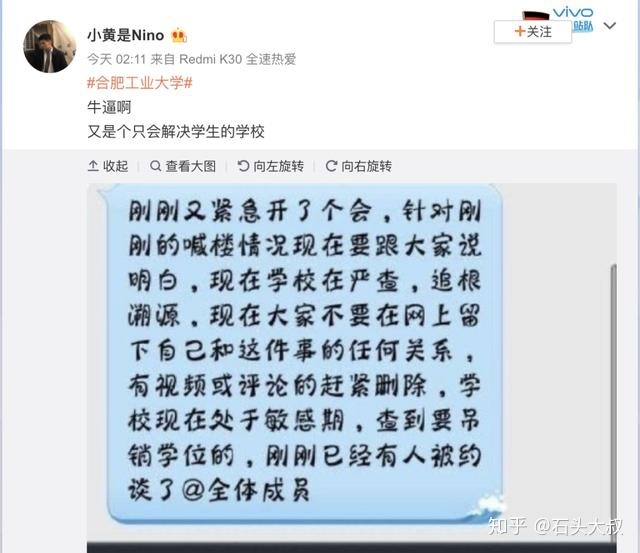 小黄是Nino
今天 02:11 来自 Redmi K30 全速热爱
vivo
站队
+关注
#合肥工业大学#
牛逼啊
又是个只会解决学生的学校
收起 查看大图 向左旋转 向右旋转
刚刚又紧急开了个会，针对刚
刚的喊楼情况现在要跟大家说
明白，现在学校在严查，追根
溯源，现在大家不要在网上留
下自己和这件事的任何关系，
有视频或评论的赶紧删除，学
校现在处于敏感期，查到要吊
销学位的，刚刚已经有人被约
谈了@全体成员
知乎 @石头大叔